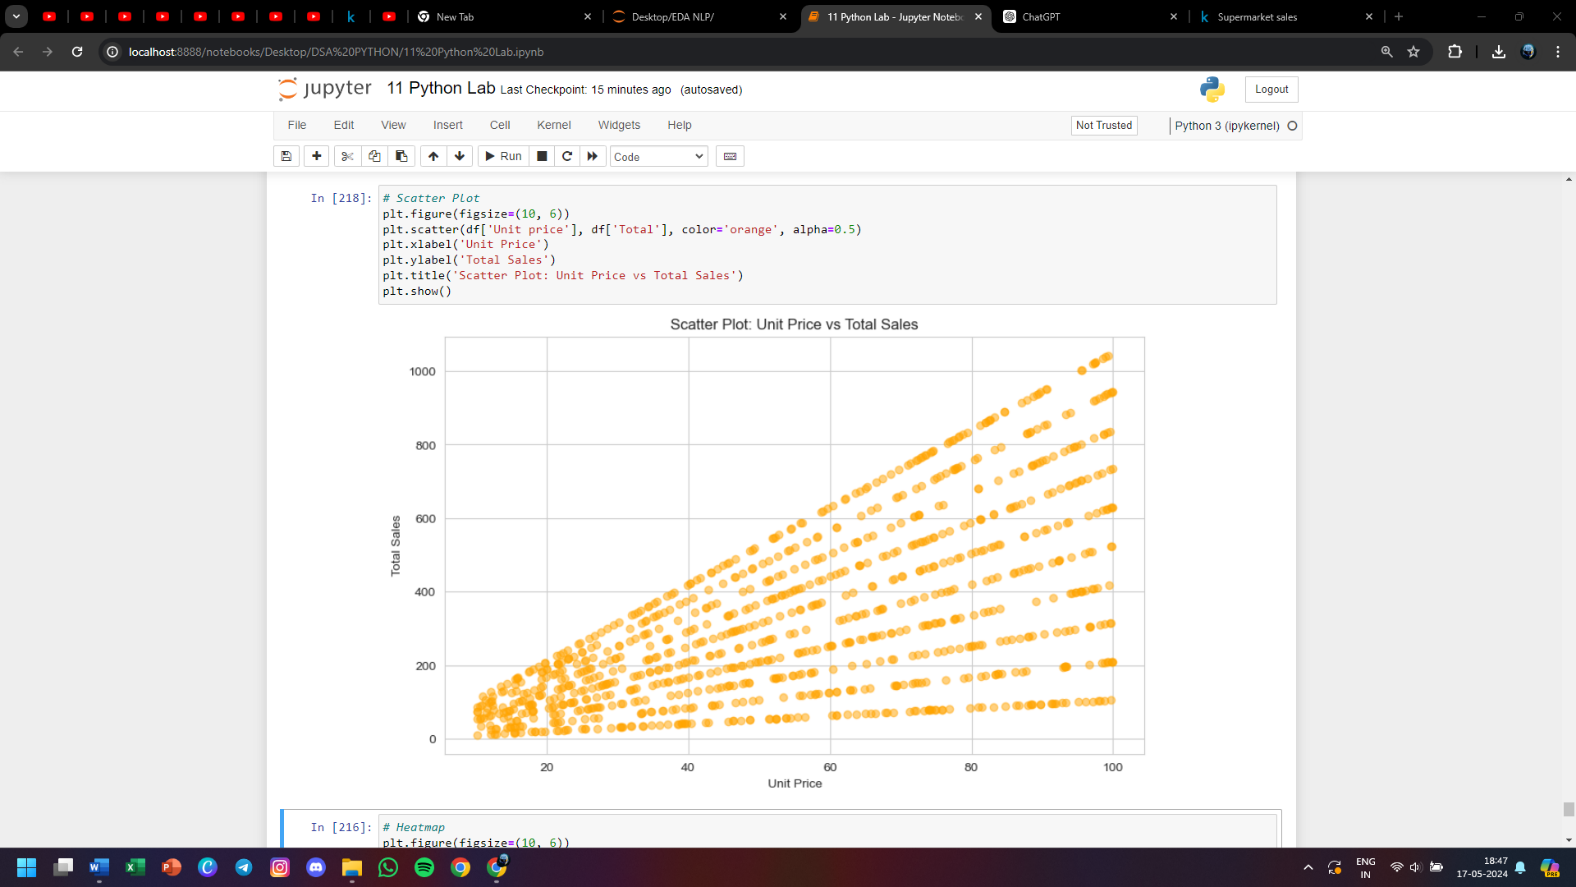 k
New Tab
Desktop/EDA NLP/
11 Python Lab - Jupyter Notebo
ChatGPT
k Supermarket sales
localhost:8888/notebooks/Desktop/DSA%20PYTHON/11%20Python%20Lab.ipynb
jupyter 11 Python Lab Last Checkpoint: 15 minutes ago (autosaved)
Logout
File Edit View Insert Cell Kernel Widgets Help
Not Trusted
Python 3 (ipykernel)
Run
Code
In [218]:
# Scatter Plot
plt.figure(figsize=(10, 6))
plt.scatter(df['Unit price'], df['Total'], color='orange', alpha=0.5)
plt.xlabel('Unit Price')
plt.ylabel('Total Sales')
plt.title('Scatter Plot: Unit Price vs Total Sales')
plt.show()
Scatter Plot: Unit Price vs Total Sales
1000
800
600
400
200
0
Total Sales
20 40 60 80 100
Unit Price
In [216]:
# Heatmap
plt.figure(figsize=(10, 6))
ENG
IN
18:47
17-05-2024